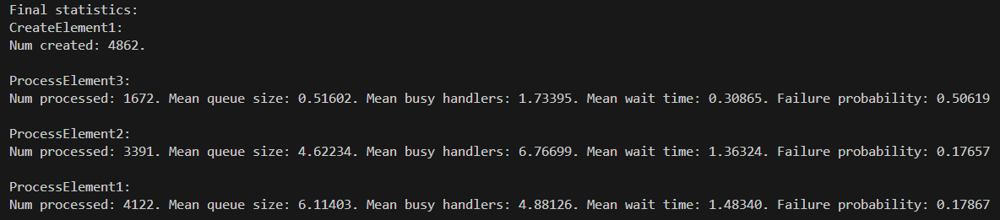 Final statistics:
CreateElement1:
Num created: 4862.
ProcessElement3:
Num processed: 1672. Mean queue size: 0.51602. Mean busy handlers: 1.73395. Mean wait time: 0.30865. Failure probability: 0.50619
ProcessElement2:
Num processed: 3391. Mean queue size: 4.62234. Mean busy handlers: 6.76699. Mean wait time: 1.36324. Failure probability: 0.17657
ProcessElement1:
Num processed: 4122. Mean queue size: 6.11403. Mean busy handlers: 4.88126. Mean wait time: 1.48340. Failure probability: 0.17867